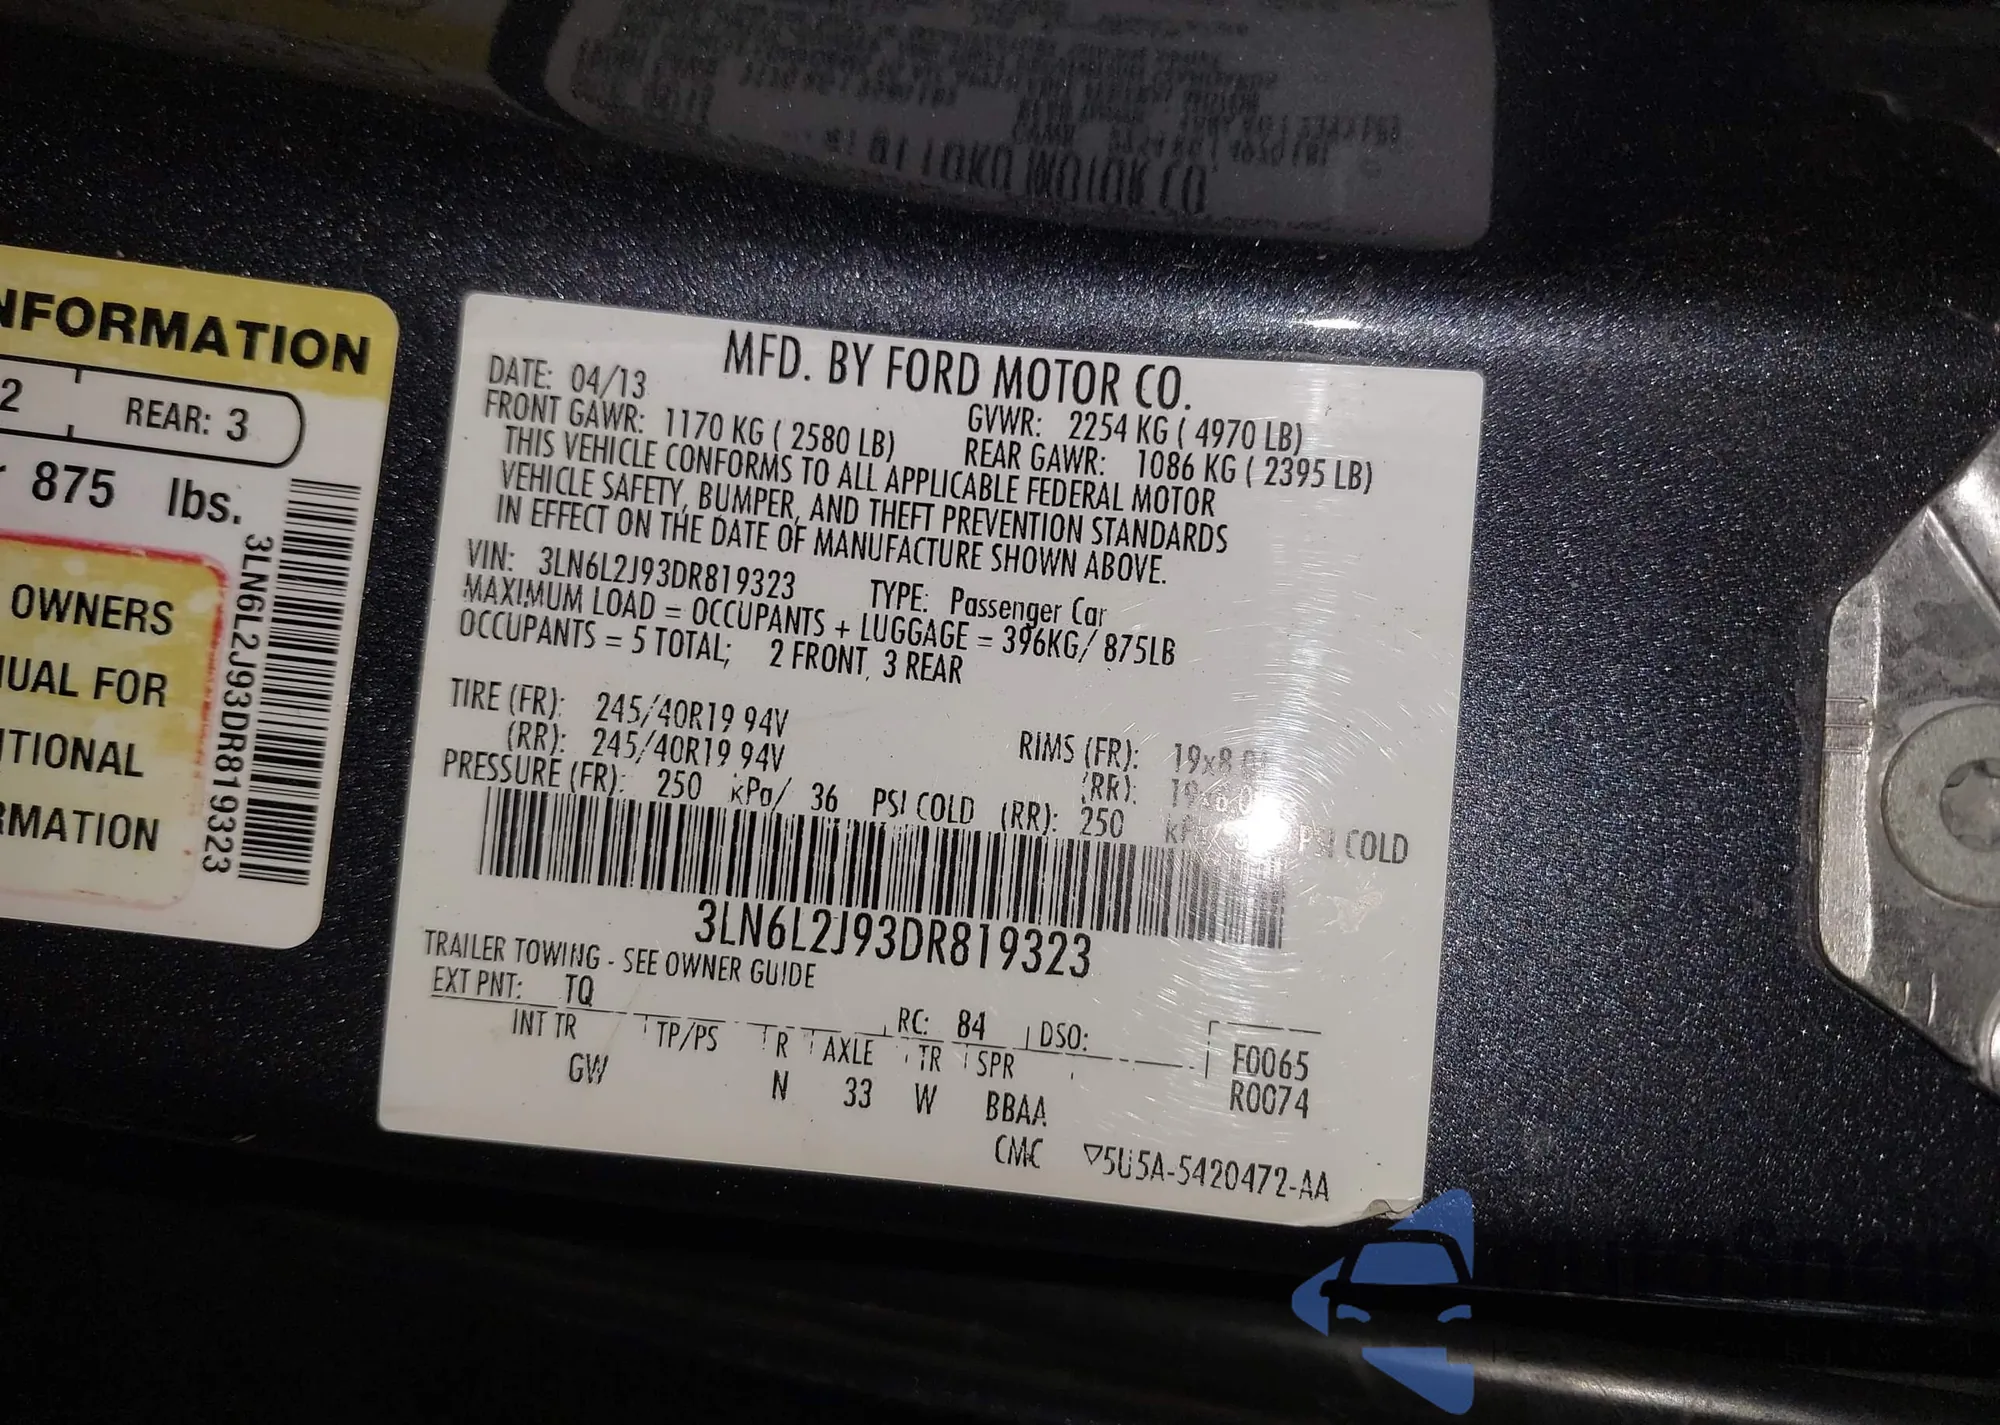 NFORMATION
2 REAR: 3
875 lbs.
OWNERS
UAL FOR
ITIONAL
RMATION
3LN6L2J93DR819323
MFD. BY FORD MOTOR CO.
DATE: 04/13
GVWR: 2254 KG ( 4970 LB)
FRONT GAWR: 1170 KG ( 2580 LB) REAR GAWR: 1086 KG ( 2395 LB)
THIS VEHICLE CONFORMS TO ALL APPLICABLE FEDERAL MOTOR
VEHICLE SAFETY, BUMPER, AND THEFT PREVENTION STANDARDS
IN EFFECT ON THE DATE OF MANUFACTURE SHOWN ABOVE.
VIN: 3LN6L2J93DR819323 TYPE: Passenger Car
MAXIMUM LOAD = OCCUPANTS + LUGGAGE = 396KG/ 875LB
OCCUPANTS = 5 TOTAL; 2 FRONT, 3 REAR
TIRE (FR): 245/40R19 94V RIMS (FR):
(RR): 245/40R19 94V (RR):
PRESSURE (FR): 250 kPa/ 36 PSI COLD (RR): 250 PSI COLD
3LN6L2J93DR819323
TRAILER TOWING - SEE OWNER GUIDE
EXT PNT: TQ RC: 84 DSO:
INT TR TP/PS R AXLE TR SPR F0065
GW N 33 W BBAA R0074
CMC ▽5U5A-5420472-AA